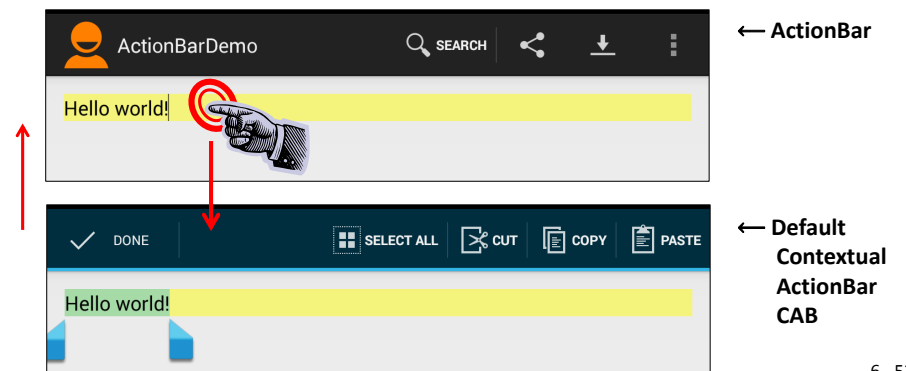 ActionBarDemo SEARCH
← ActionBar
Hello world!
DONE SELECT ALL CUT COPY PASTE
← Default
Contextual
ActionBar
CAB
Hello world!